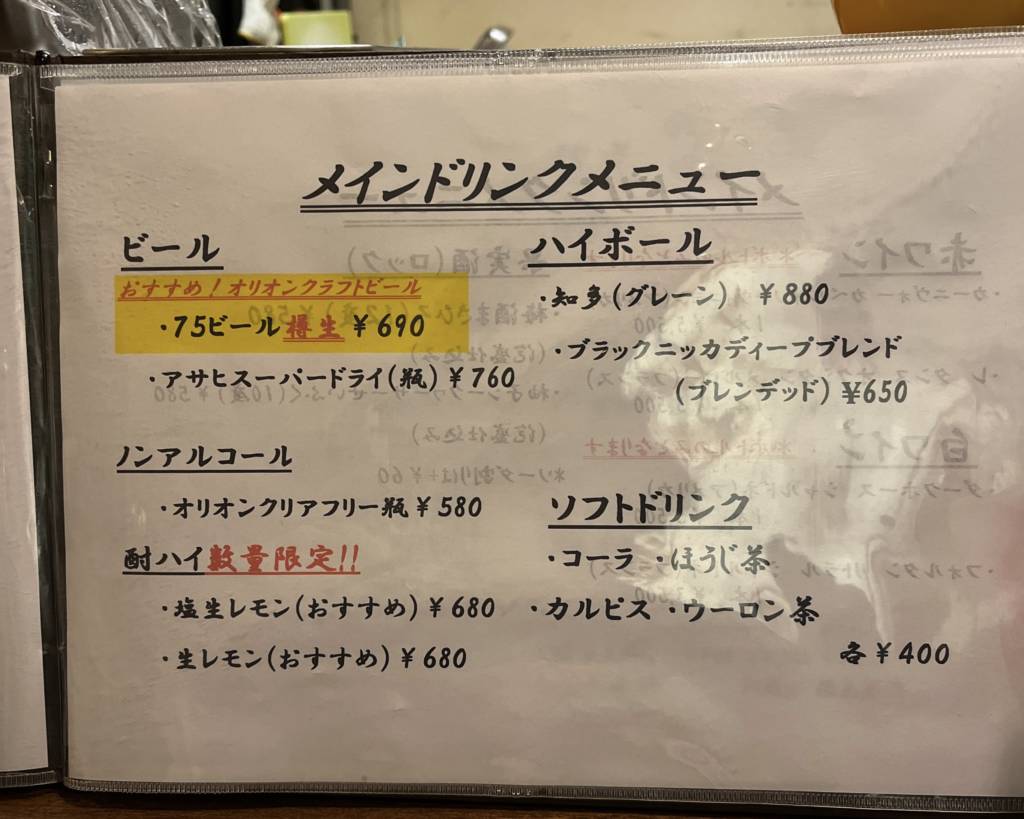 メインドリンクメニュー
ビール
おすすめ!オリオンクラフトビール
・75ビール樽生 ¥690
・アサヒスーパードライ(瓶) ¥760
ノンアルコール
・オリオンクリアフリー瓶 ¥580
酎ハイ数量限定!!
・塩生レモン(おすすめ) ¥680
・生レモン(おすすめ) ¥680
ハイボール
・知多(グレーン) ¥880
・ブラックニッカディープブレンド
(ブレンデッド) ¥650
ソフトドリンク
・コーラ ・ほうじ茶
・カルピス ・ウーロン茶
各 ¥400